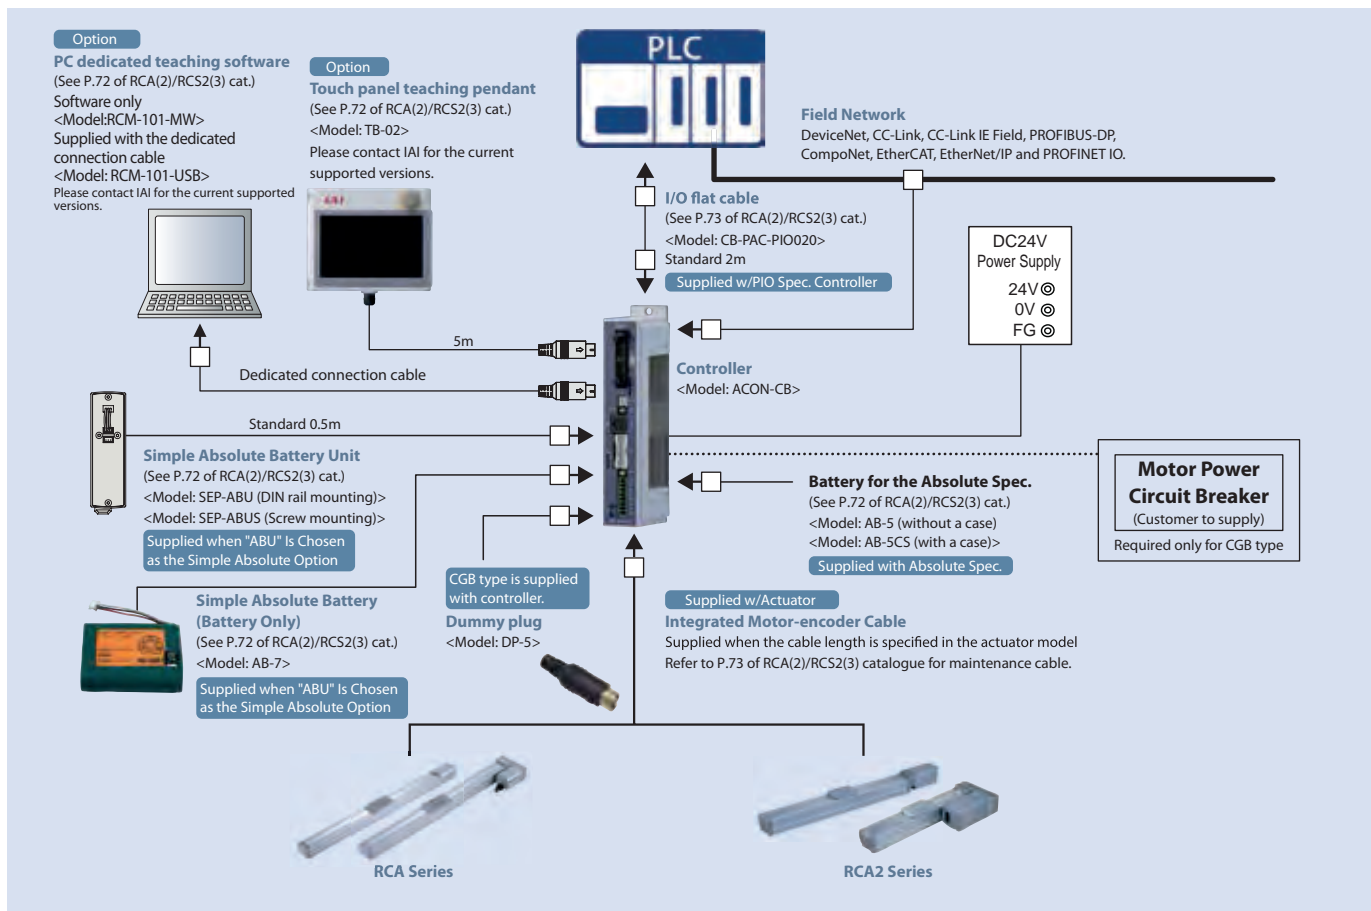 Option
PC dedicated teaching software
(See P.72 of RCA(2)/RCS2(3) cat.)
Software only
<Model:RCM-101-MW>
Supplied with the dedicated
connection cable
<Model: RCM-101-USB>
Please contact IAI for the current supported
versions.
Option
Touch panel teaching pendant
(See P.72 of RCA(2)/RCS2(3) cat.)
<Model: TB-02>
Please contact IAI for the current
supported versions.
PLC
Field Network
DeviceNet, CC-Link, CC-Link IE Field, PROFIBUS-DP,
CompoNet, EtherCAT, EtherNet/IP and PROFINET IO.
I/O flat cable
(See P.73 of RCA(2)/RCS2(3) cat.)
<Model: CB-PAC-PIO020>
Standard 2m
Supplied w/PIO Spec. Controller
DC24V
Power Supply
24V
0V
FG
5m
Dedicated connection cable
Controller
<Model: ACON-CB>
Standard 0.5m
Simple Absolute Battery Unit
(See P.72 of RCA(2)/RCS2(3) cat.)
<Model: SEP-ABU (DIN rail mounting)>
<Model: SEP-ABUS (Screw mounting)>
Supplied when "ABU" Is Chosen
as the Simple Absolute Option
Battery for the Absolute Spec.
(See P.72 of RCA(2)/RCS2(3) cat.)
<Model: AB-5 (without a case)
<Model: AB-5CS (with a case)>
Supplied with Absolute Spec.
Motor Power
Circuit Breaker
(Customer to supply)
Required only for CGB type
Simple Absolute Battery
(Battery Only)
(See P.72 of RCA(2)/RCS2(3) cat.)
<Model: AB-7>
Supplied when "ABU" Is Chosen
as the Simple Absolute Option
CGB type is supplied
with controller.
Dummy plug
<Model: DP-5>
Supplied w/Actuator
Integrated Motor-encoder Cable
Supplied when the cable length is specified in the actuator model
Refer to P.73 of RCA(2)/RCS2(3) catalogue for maintenance cable.
RCA Series
RCA2 Series